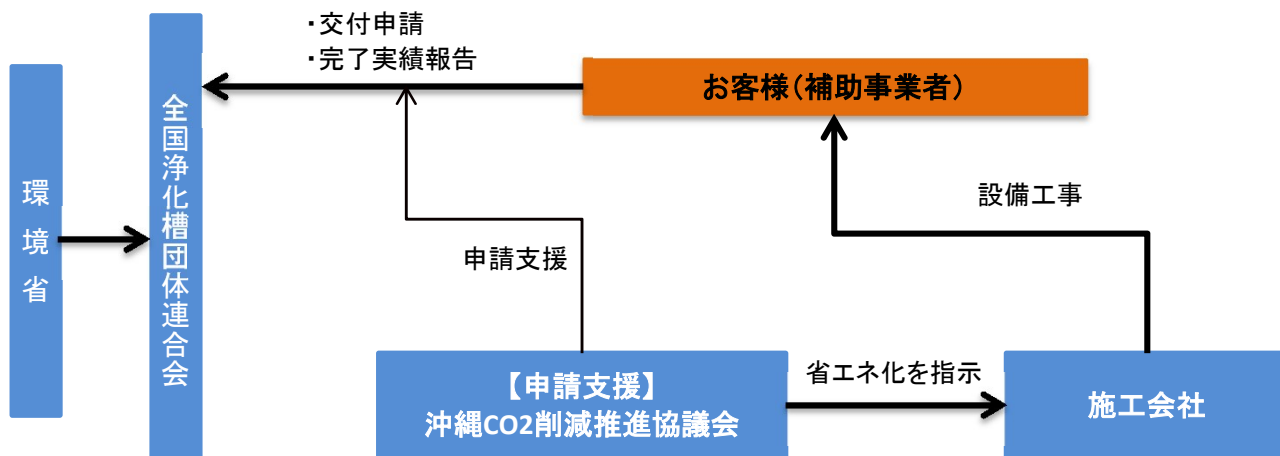 ・交付申請
・完了実績報告
お客様（補助事業者）
環境省
全国浄化槽団体連合会
設備工事
申請支援
【申請支援】
沖縄CO2削減推進協議会
省エネ化を指示
施工会社